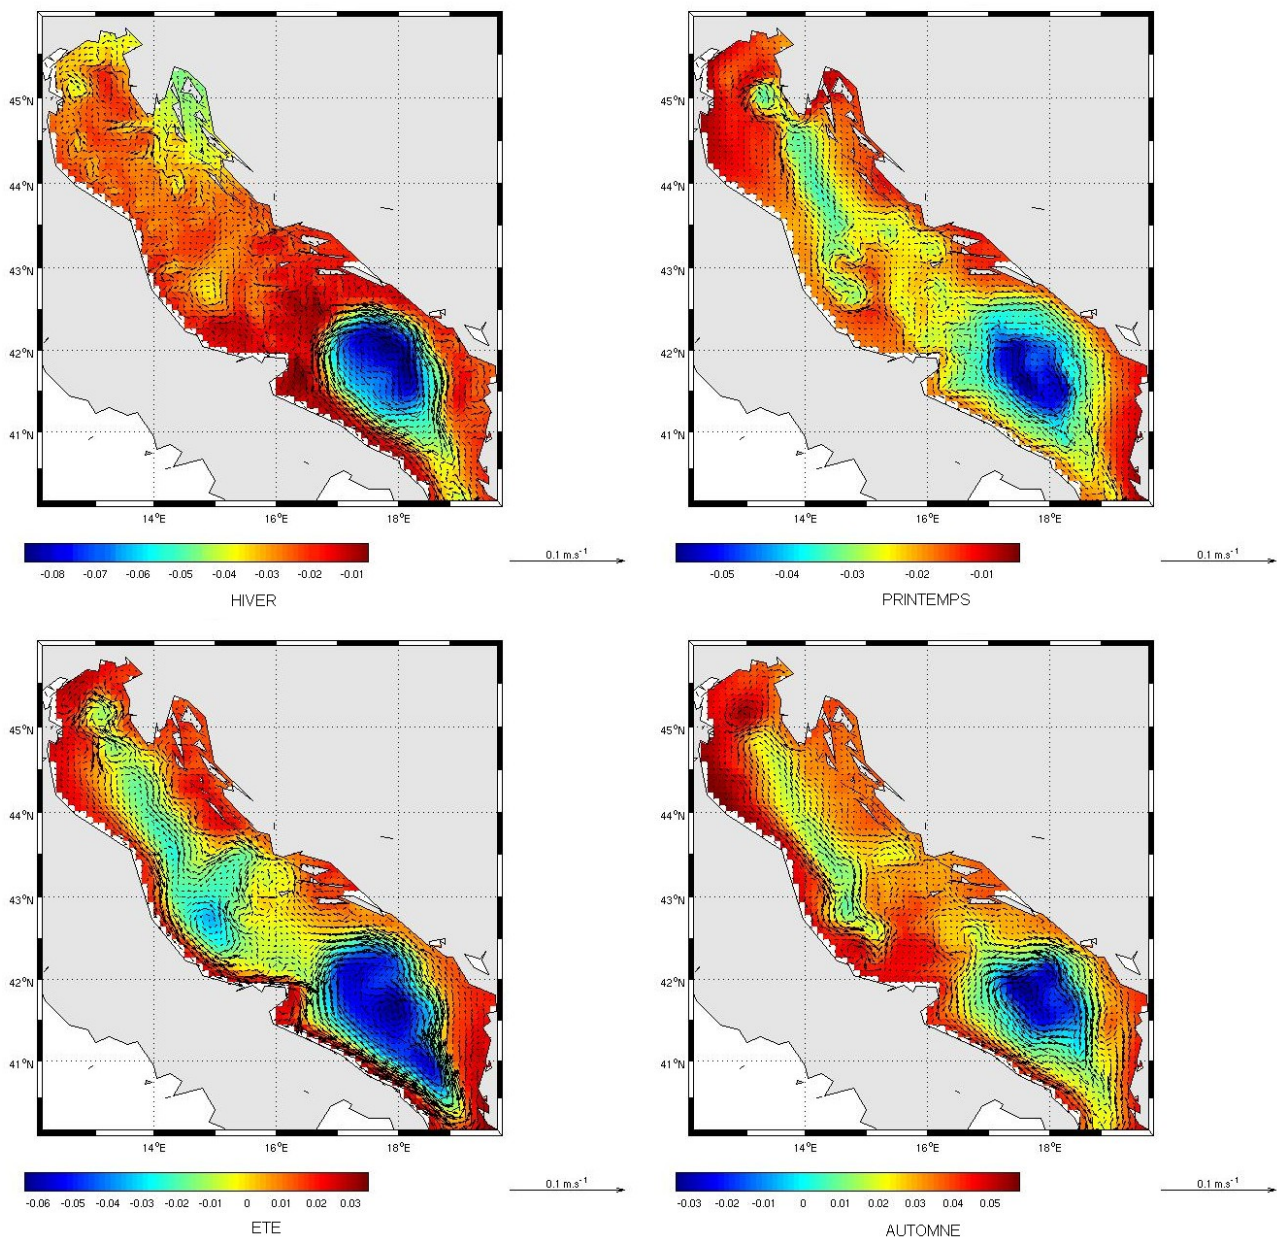 45°N
44°N
43°N
42°N
41°N
14°E 16°E 18°E
-0.08 -0.07 -0.06 -0.05 -0.04 -0.03 -0.02 -0.01
0.1 m.s⁻¹
HIVER
45°N
44°N
43°N
42°N
41°N
14°E 16°E 18°E
-0.05 -0.04 -0.03 -0.02 -0.01
0.1 m.s⁻¹
PRINTEMPS
45°N
44°N
43°N
42°N
41°N
14°E 16°E 18°E
-0.06 -0.05 -0.04 -0.03 -0.02 -0.01 0 0.01 0.02 0.03
0.1 m.s⁻¹
ETE
45°N
44°N
43°N
42°N
41°N
14°E 16°E 18°E
-0.03 -0.02 -0.01 0 0.01 0.02 0.03 0.04 0.05
0.1 m.s⁻¹
AUTOMNE